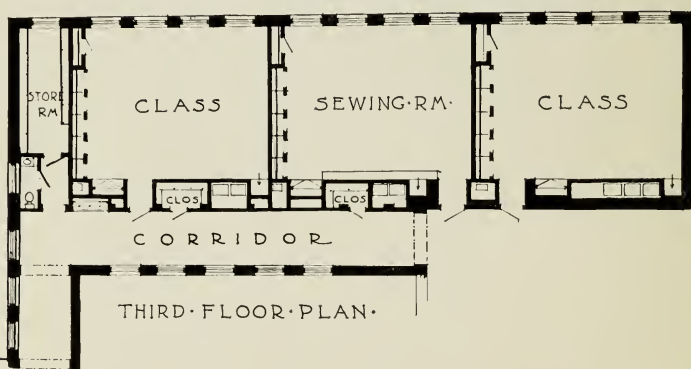 STORE
RM
CLASS
SEWING·RM·
CLASS
CLOS
CLOS
CORRIDOR
THIRD·FLOOR·PLAN·